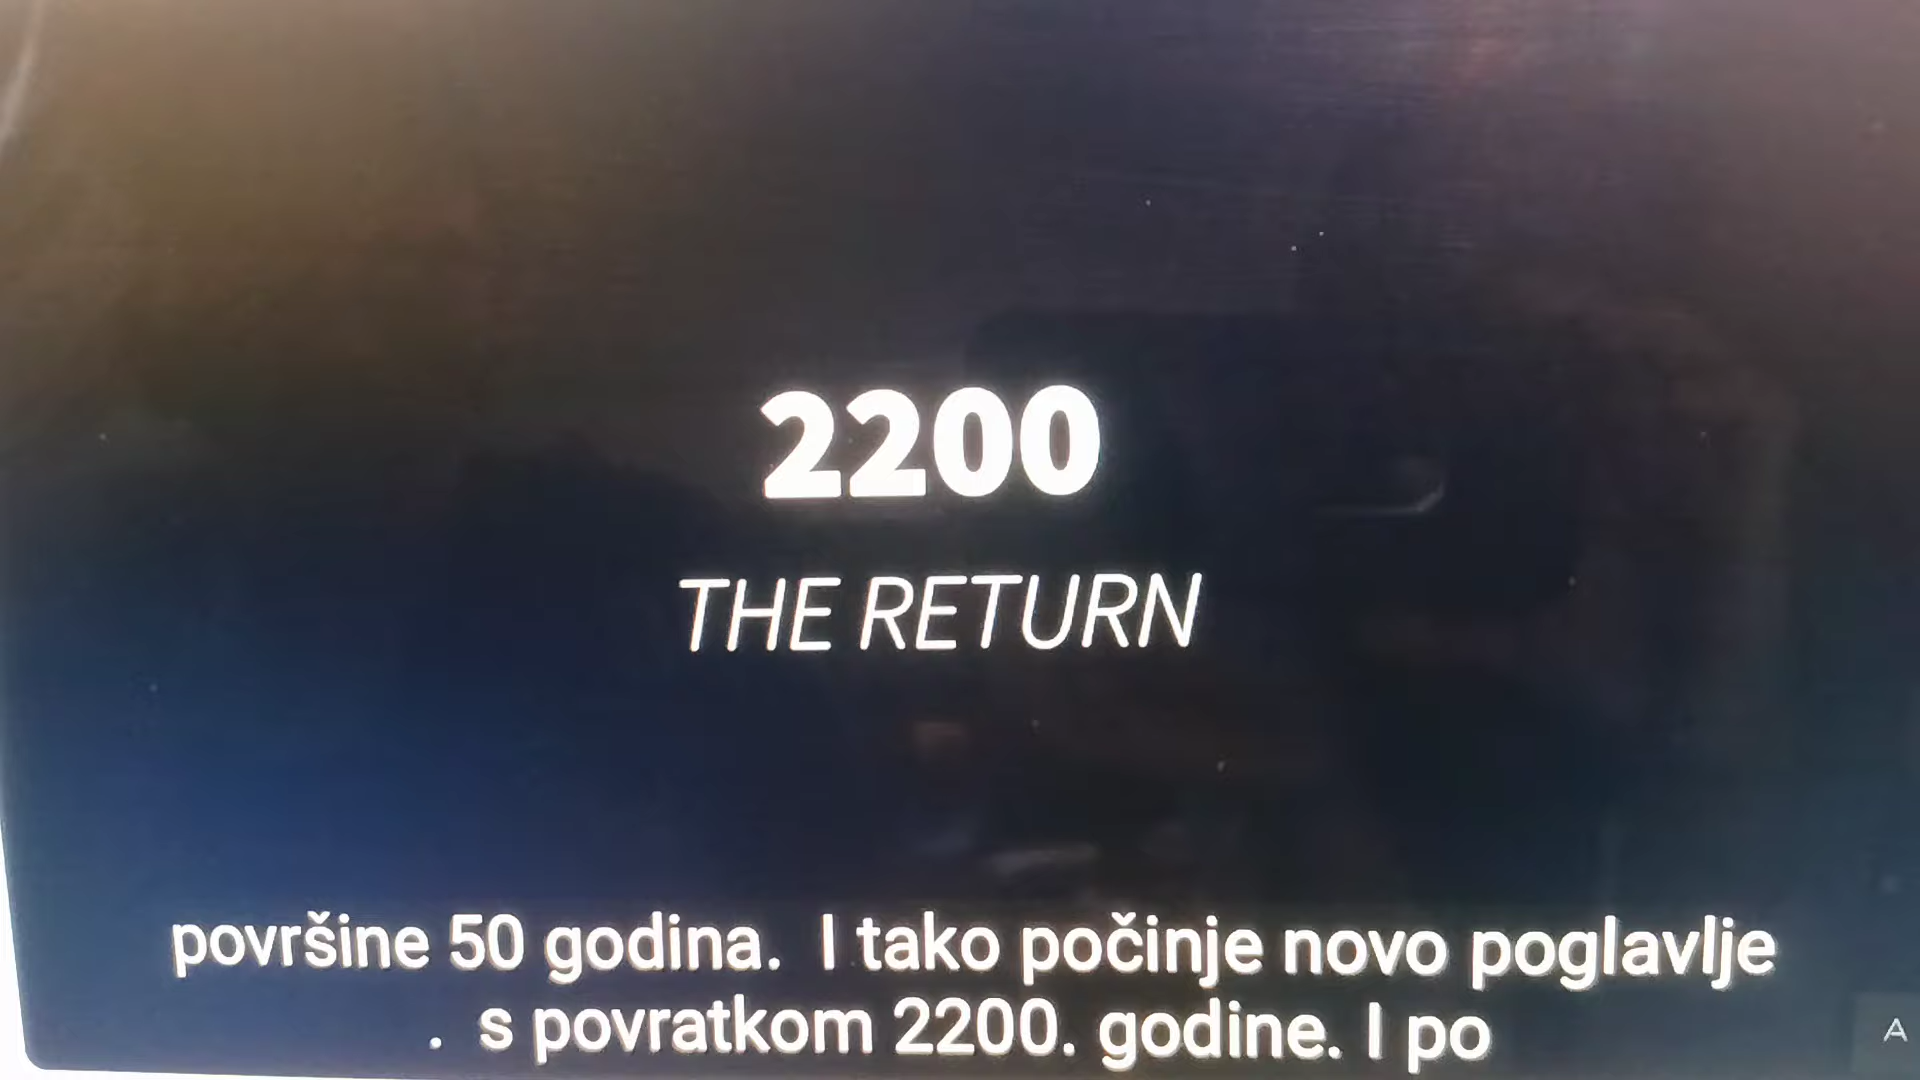 2200
THE RETURN
površine 50 godina. I tako počinje novo poglavlje
. s povratkom 2200. godine. I po
A